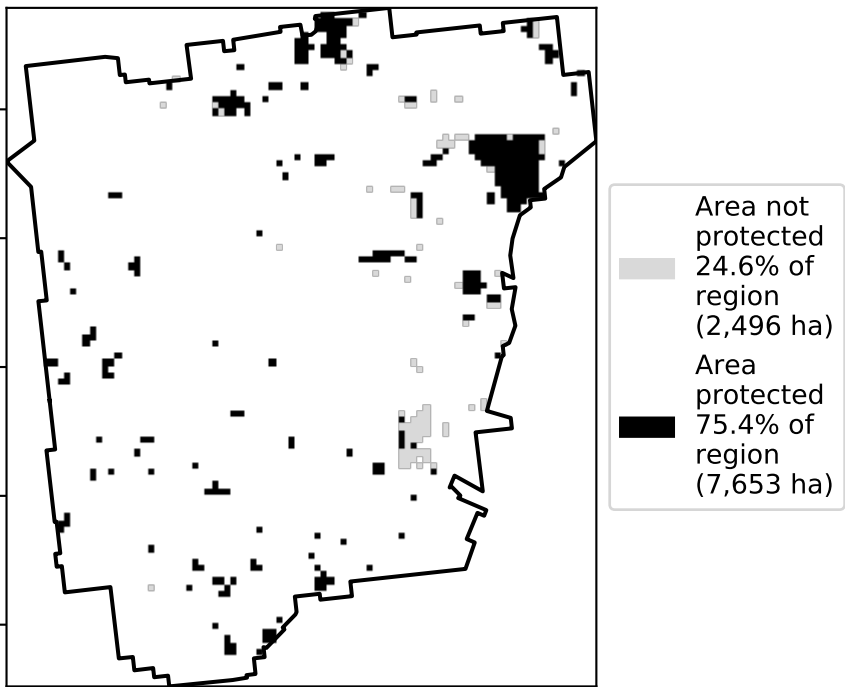 Area not
protected
24.6% of
region
(2,496 ha)
Area
protected
75.4% of
region
(7,653 ha)